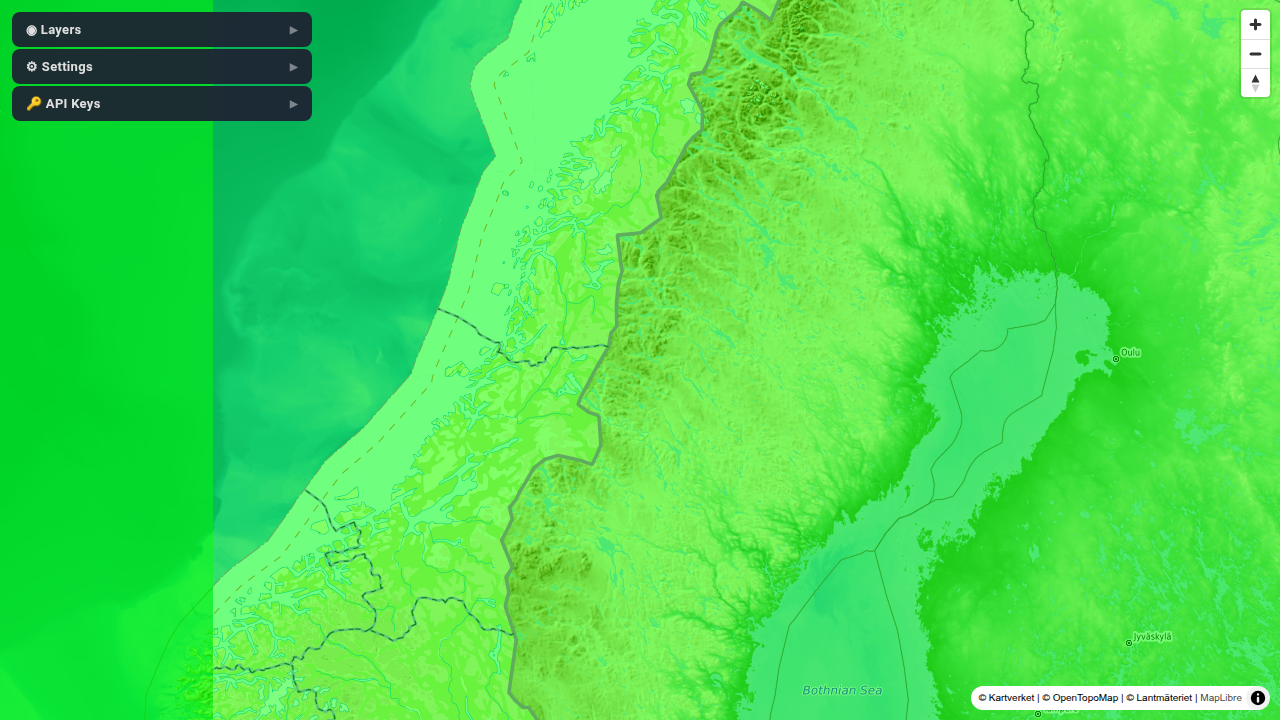 ◉ Layers ▶
⚙ Settings ▶
🔑 API Keys ▶
Oulu
Jyväskylä
Bothnian Sea
© Kartverket | © OpenTopoMap | © Lantmäteriet | MapLibre